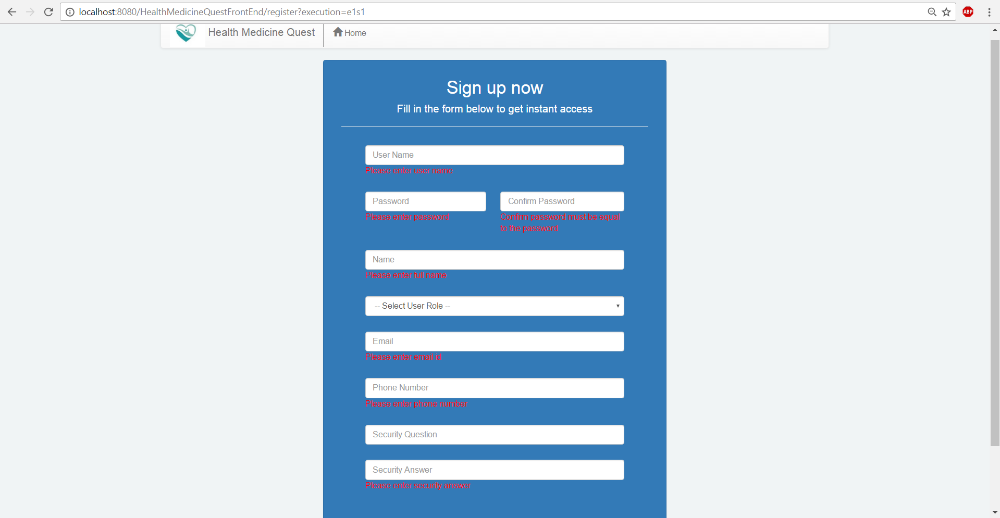 localhost:8080/HealthMedicineQuestFrontEnd/register?execution=e1s1
ABP
Health Medicine Quest
Home
Sign up now
Fill in the form below to get instant access
User Name
Please enter user name
Password
Confirm Password
Please enter password
Confirm password must be equal
to the password
Name
Please enter full name
-- Select User Role --
Email
Please enter email id
Phone Number
Please enter phone number
Security Question
Security Answer
Please enter security answer